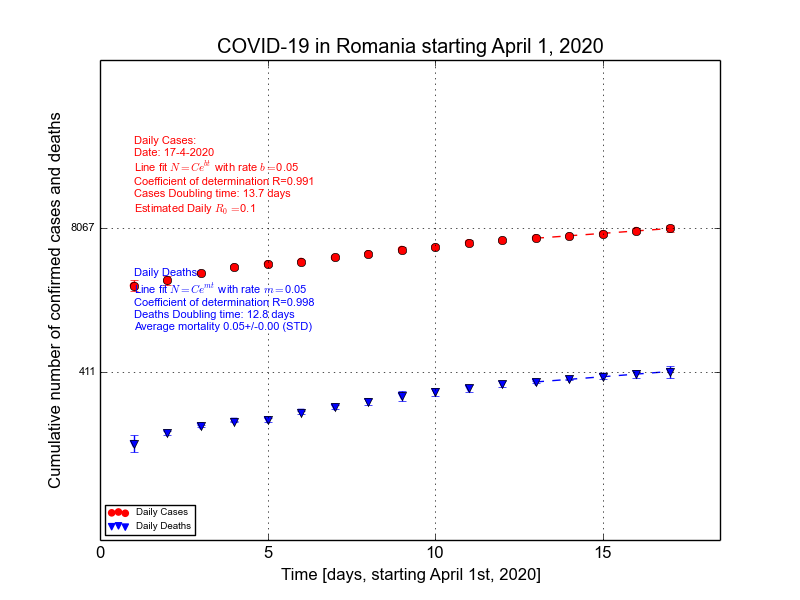 COVID-19 in Romania starting April 1, 2020
Cumulative number of confirmed cases and deaths
Daily Cases:
Date: 17-4-2020
Line fit N = Ce^{bt} with rate b =0.05
Coefficient of determination R=0.991
Cases Doubling time: 13.7 days
Estimated Daily R_0 =0.1
8067
Daily Deaths:
Line fit N = Ce^{mt} with rate m =0.05
Coefficient of determination R=0.998
Deaths Doubling time: 12.8 days
Average mortality 0.05+/-0.00 (STD)
411
Daily Cases
Daily Deaths
0 5 10 15
Time [days, starting April 1st, 2020]